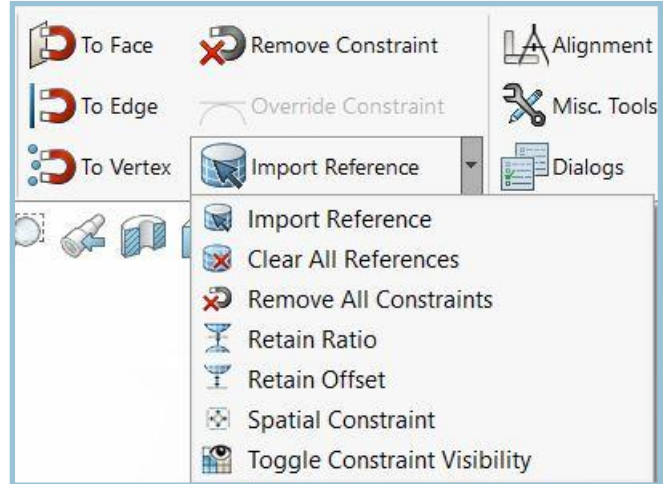 To Face
Remove Constraint
Alignment
To Edge
Override Constraint
Misc. Tools
To Vertex
Import Reference
Dialogs
Import Reference
Clear All References
Remove All Constraints
Retain Ratio
Retain Offset
Spatial Constraint
Toggle Constraint Visibility